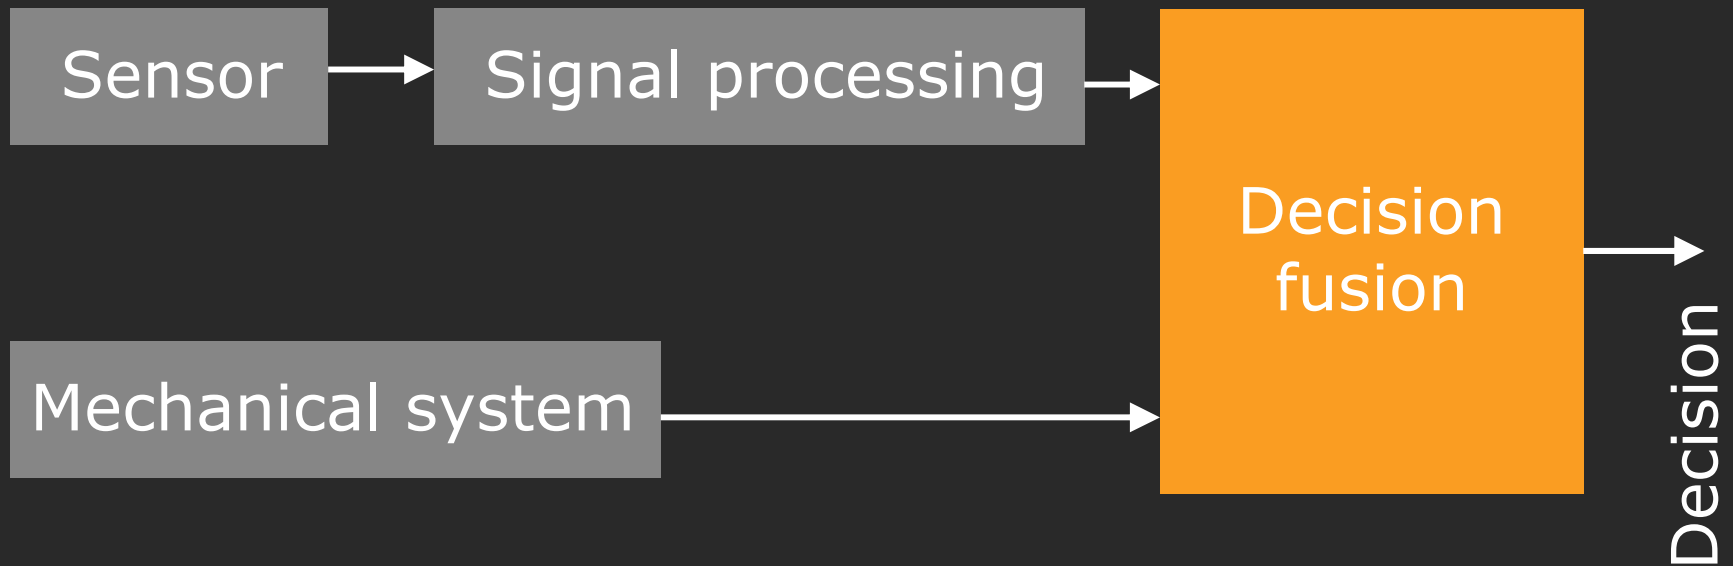 Sensor
Signal processing
Decision
fusion
Mechanical system
Decision